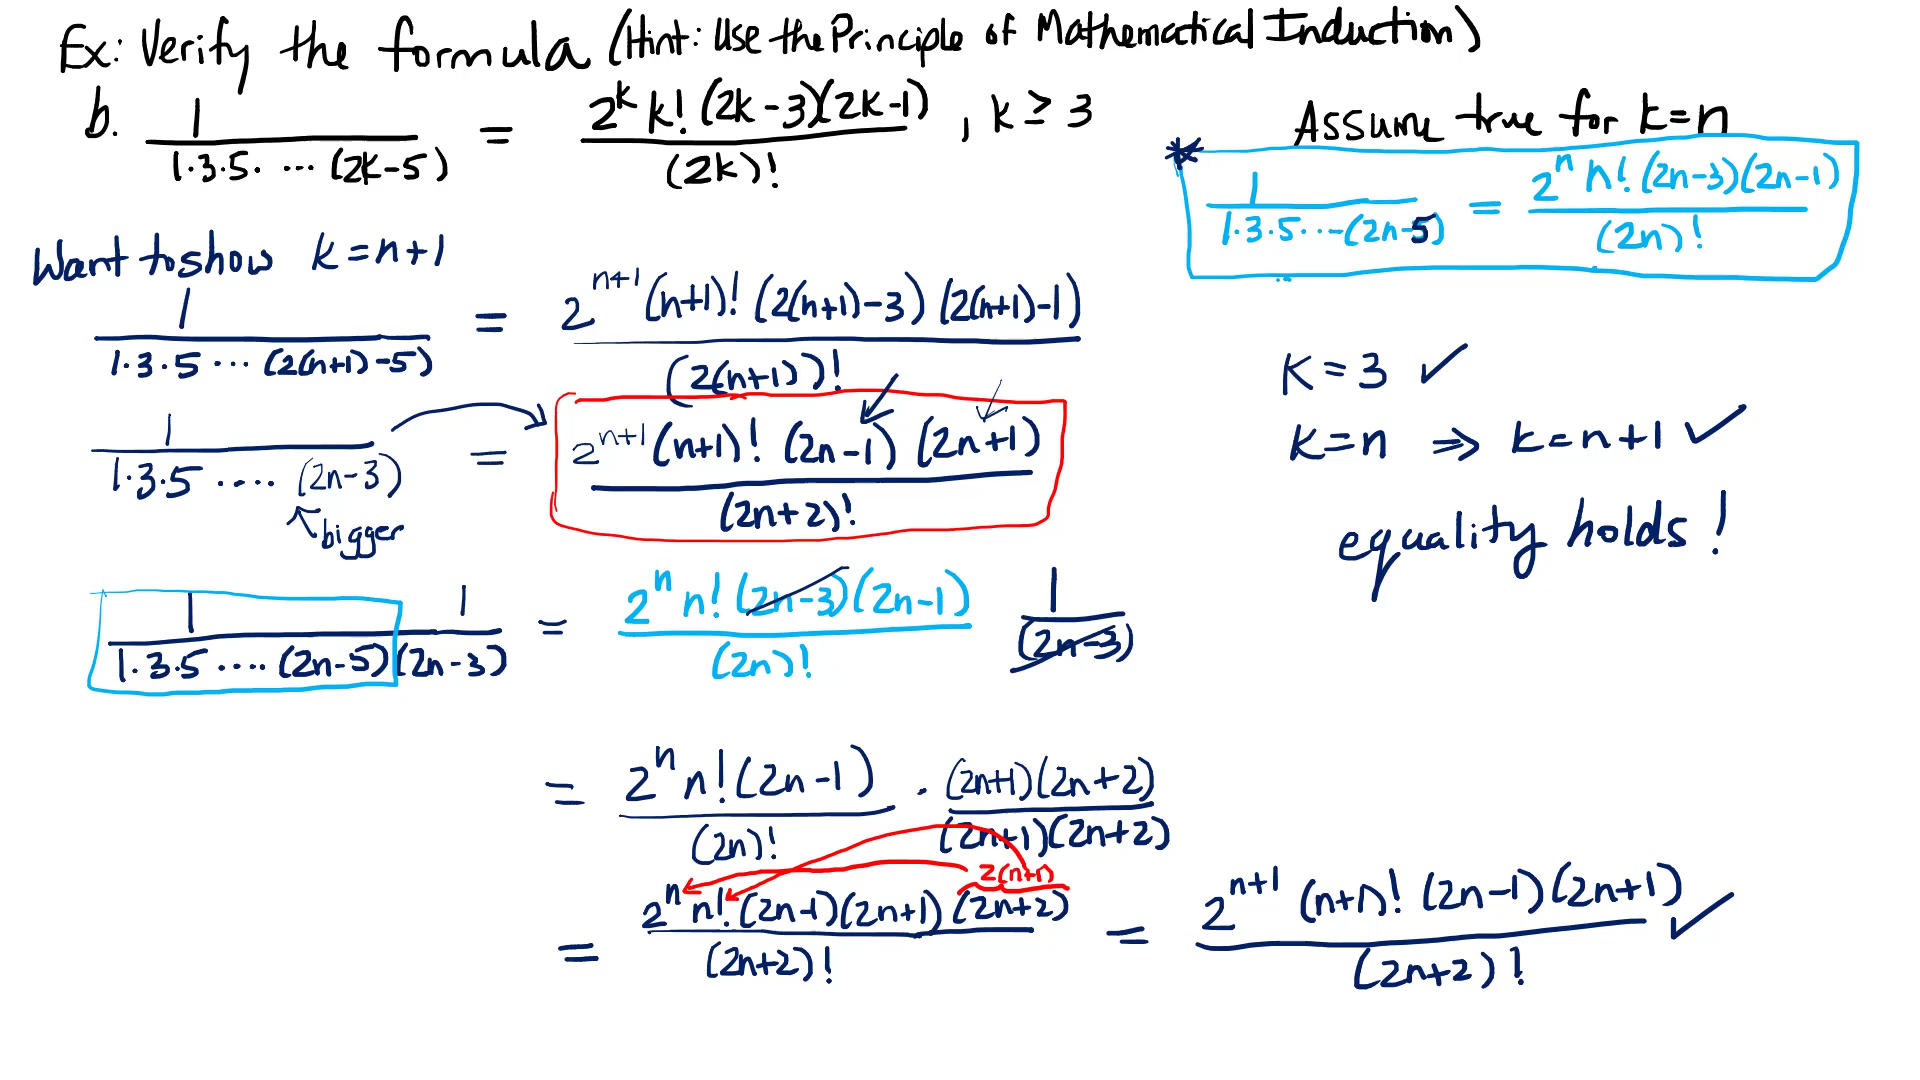 Ex: Verify the formula (Hint: Use the Principle of Mathematical Induction)
b. 1 / (1·3·5· ··· (2k-5)) = 2^k k! (2k-3)(2k-1) / (2k)! , k ≥ 3
Assume true for k=n
* 1 / (1·3·5···(2n-5)) = 2^n n! (2n-3)(2n-1) / (2n)!
Want to show k=n+1
1 / (1·3·5 ··· (2(n+1)-5)) = 2^(n+1) (n+1)! (2(n+1)-3) (2(n+1)-1) / (2(n+1))!
1 / (1·3·5 ···· (2n-3)) = 2^(n+1) (n+1)! (2n-1) (2n+1) / (2n+2)!
bigger
K = 3 ✓
k=n ⇒ k=n+1 ✓
equality holds!
1 / (1·3·5 ···· (2n-5)) 1 / (2n-3) = 2^n n! (2n-3)(2n-1) / (2n)! 1 / (2n-3)
= 2^n n! (2n-1) / (2n)! · (2n+1)(2n+2) / (2n+1)(2n+2)
2(n+1)
= 2^n n! (2n-1)(2n+1)(2n+2) / (2n+2)! = 2^(n+1) (n+1)! (2n-1)(2n+1) / (2n+2)! ✓